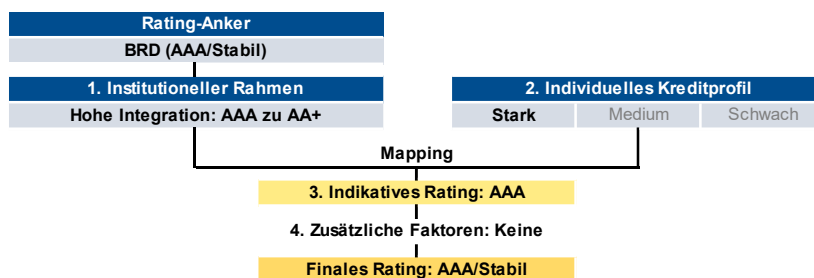 Rating-Anker
BRD (AAA/Stabil)
1. Institutioneller Rahmen
Hohe Integration: AAA zu AA+
2. Individuelles Kreditprofil
Stark Medium Schwach
Mapping
3. Indikatives Rating: AAA
4. Zusätzliche Faktoren: Keine
Finales Rating: AAA/Stabil